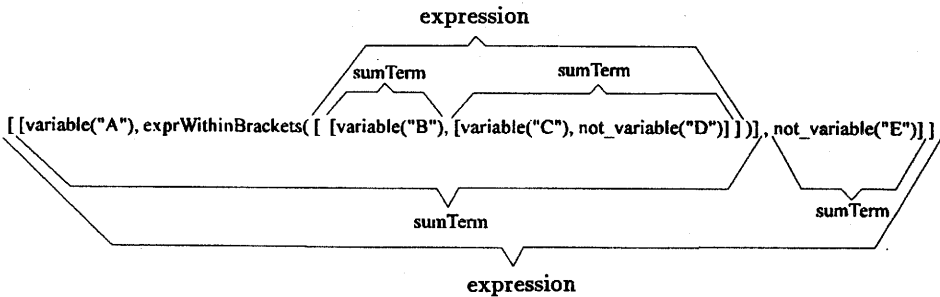 expression
sumTerm sumTerm
[ [variable("A"), exprWithinBrackets( [ [variable("B"), [variable("C"), not_variable("D")] ] )] , not_variable("E")] ]
sumTerm
sumTerm
expression